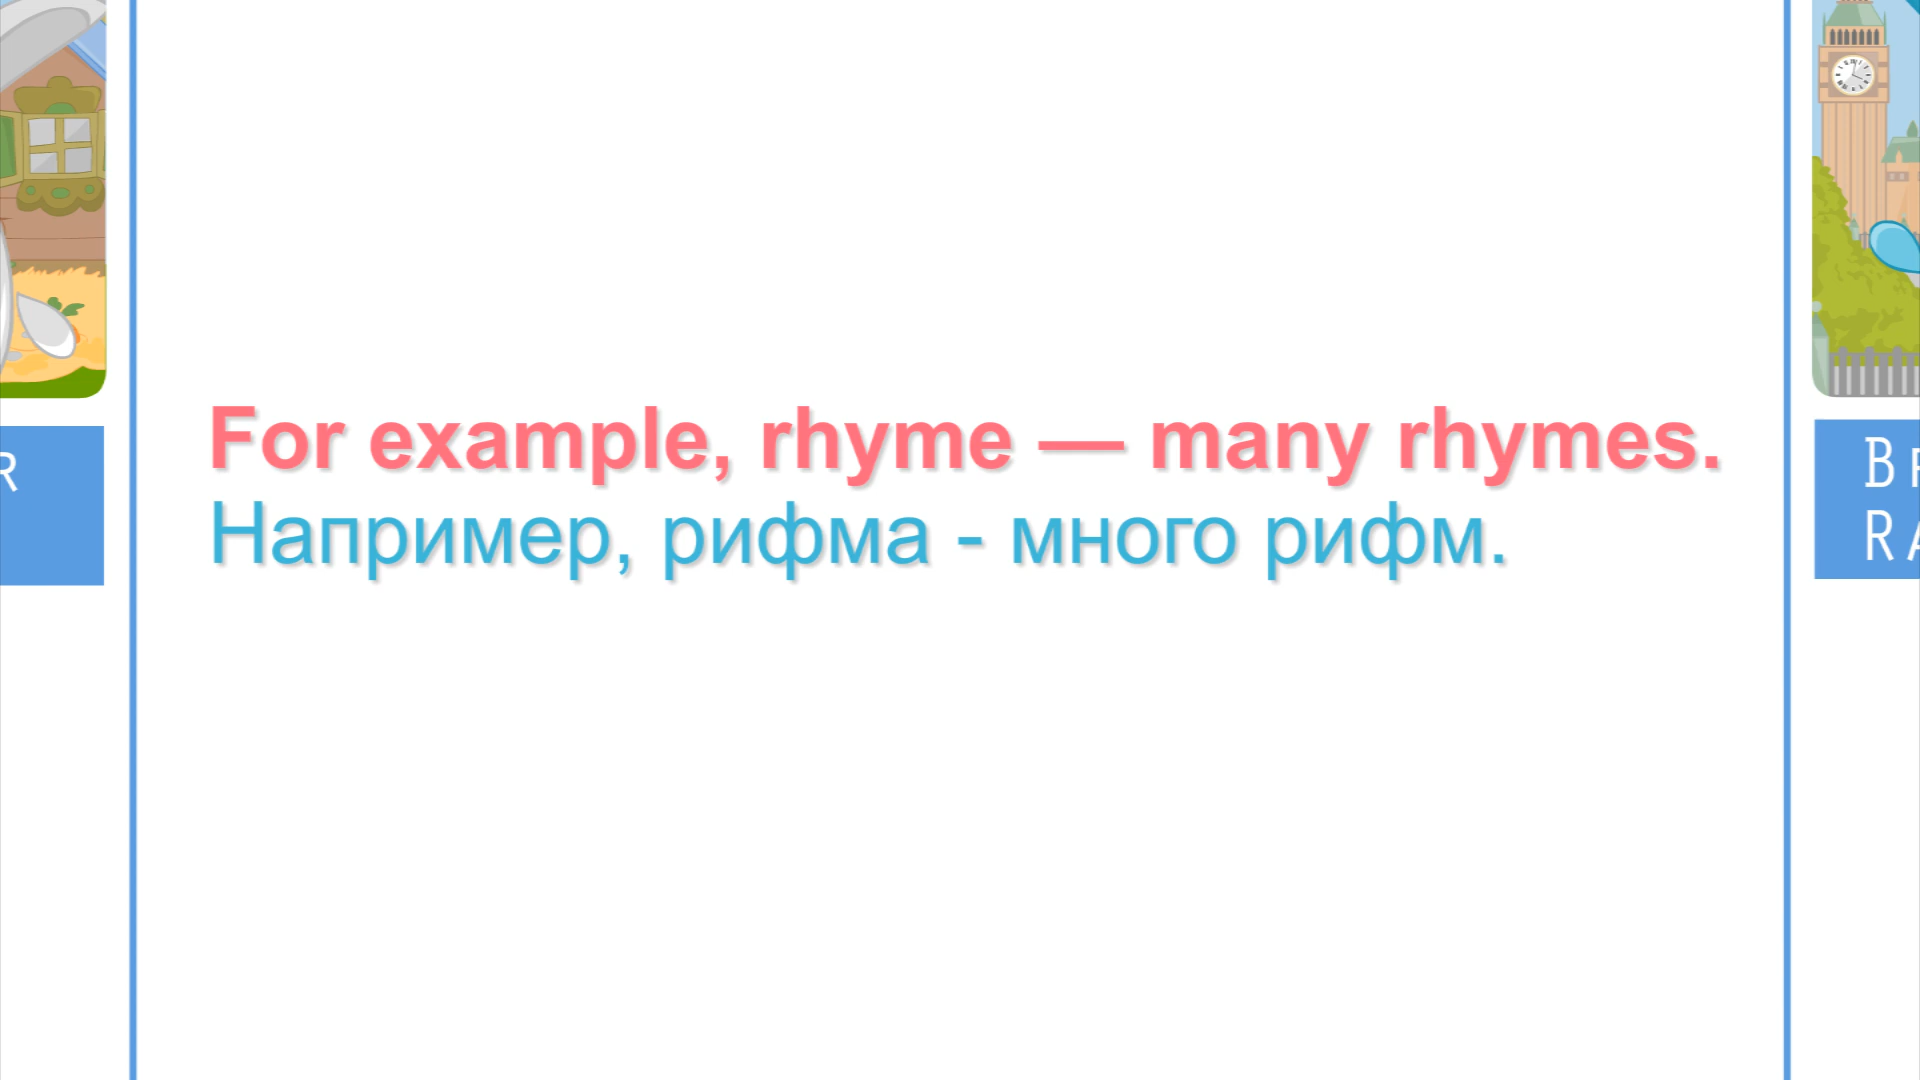 For example, rhyme — many rhymes.
Например, рифма - много рифм.